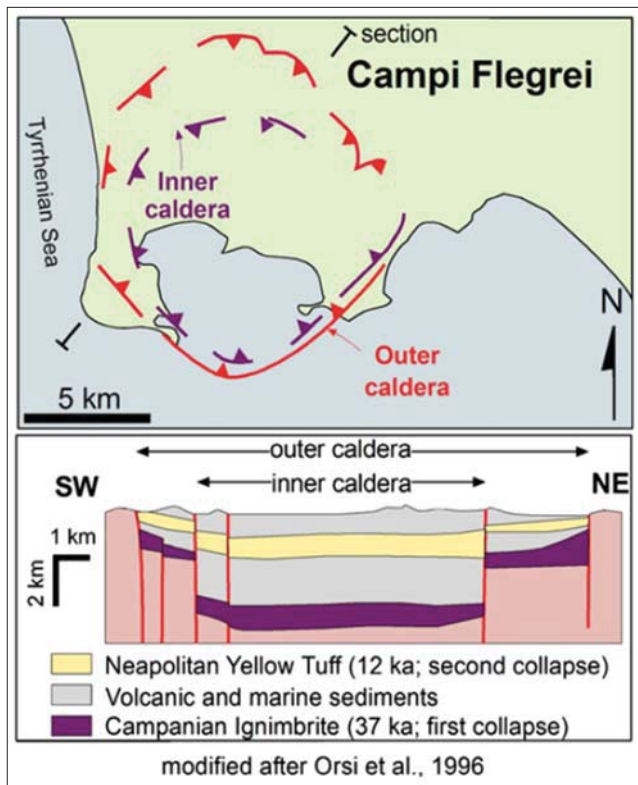 section
Campi Flegrei
Tyrrhenian Sea
Inner
caldera
N
Outer
caldera
5 km
outer caldera
SW
inner caldera
NE
1 km
2 km
Neapolitan Yellow Tuff (12 ka; second collapse)
Volcanic and marine sediments
Campanian Ignimbrite (37 ka; first collapse)
modified after Orsi et al., 1996